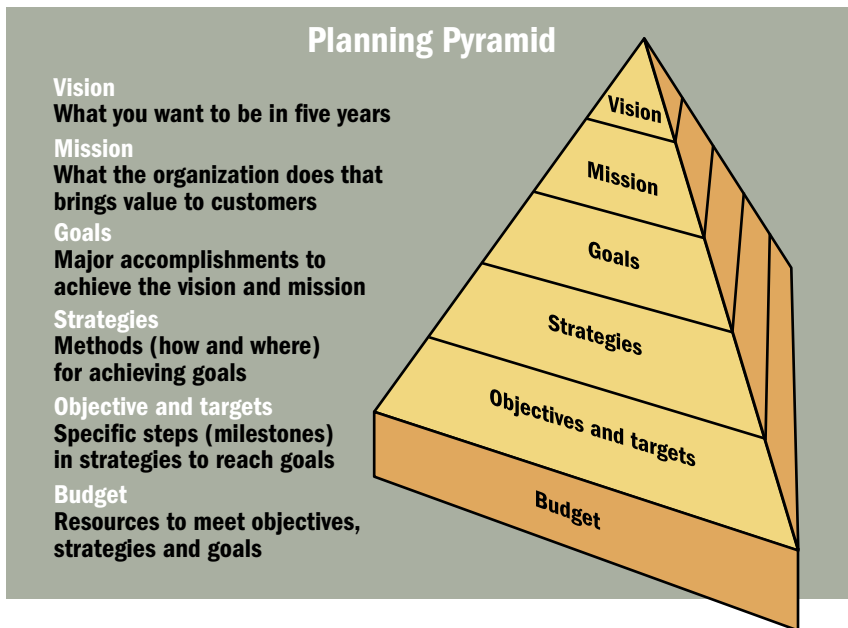 Planning Pyramid
Vision
What you want to be in five years
Mission
What the organization does that
brings value to customers
Goals
Major accomplishments to
achieve the vision and mission
Strategies
Methods (how and where)
for achieving goals
Objective and targets
Specific steps (milestones)
in strategies to reach goals
Budget
Resources to meet objectives,
strategies and goals
Vision
Mission
Goals
Strategies
Objectives and targets
Budget